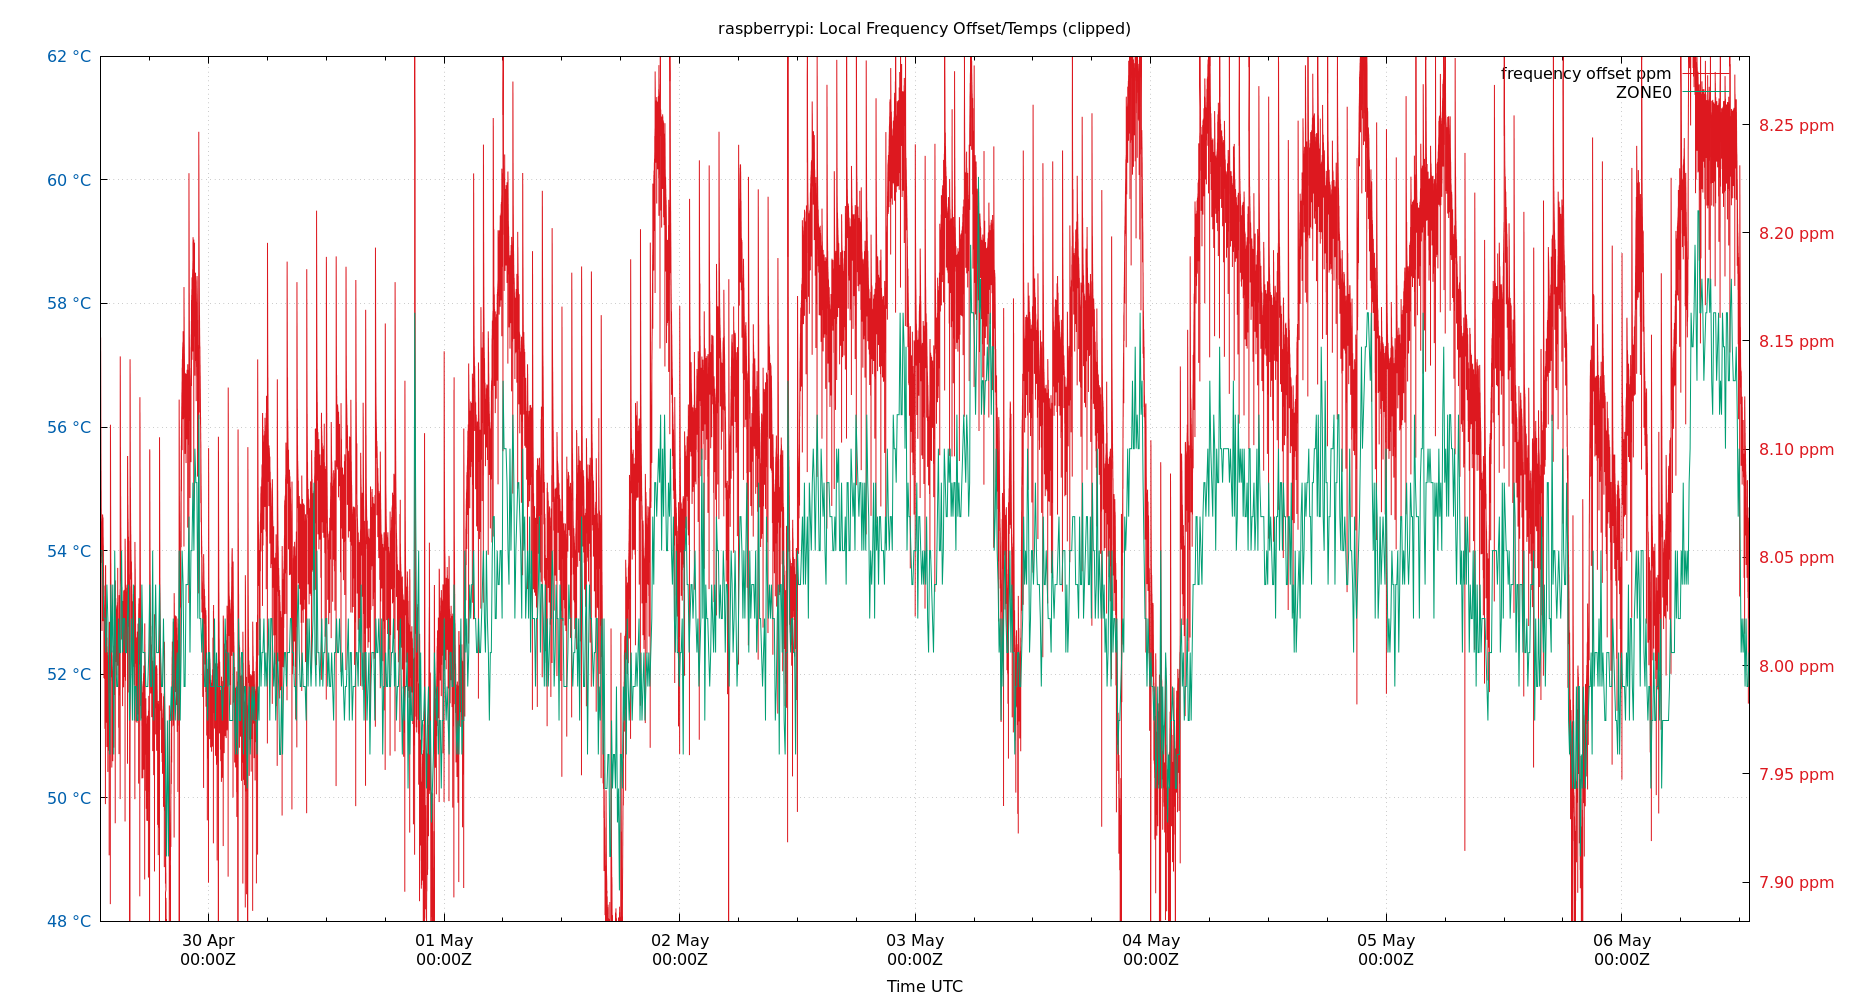 raspberrypi: Local Frequency Offset/Temps (clipped)
62 °C
60 °C
58 °C
56 °C
54 °C
52 °C
50 °C
48 °C
frequency offset ppm
ZONE0
8.25 ppm
8.20 ppm
8.15 ppm
8.10 ppm
8.05 ppm
8.00 ppm
7.95 ppm
7.90 ppm
30 Apr 01 May 02 May 03 May 04 May 05 May 06 May
00:00Z 00:00Z 00:00Z 00:00Z 00:00Z 00:00Z 00:00Z
Time UTC